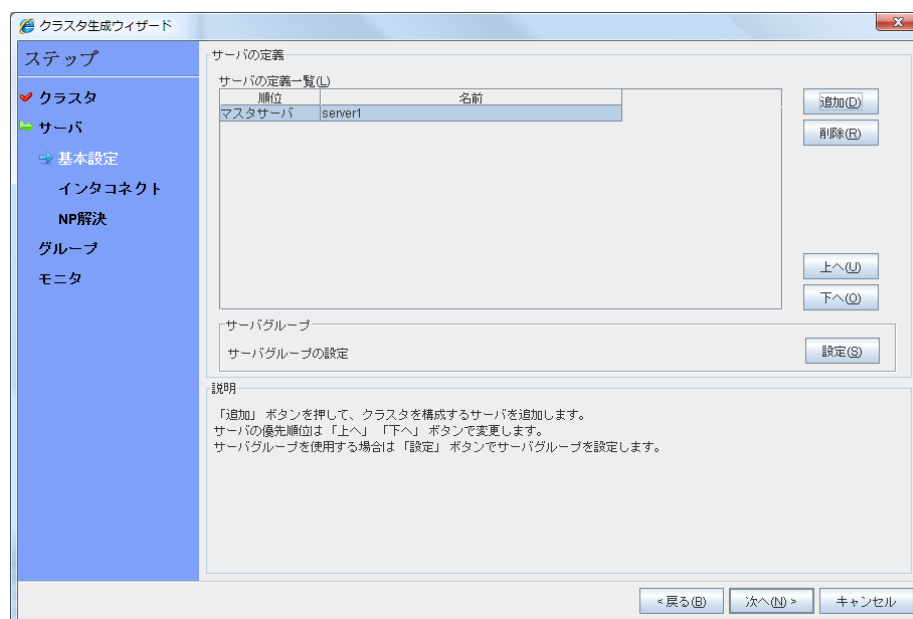 クラスタ生成ウィザード
ステップ
クラスタ
サーバ
基本設定
インタコネクト
NP解決
グループ
モニタ
サーバの定義
サーバの定義一覧(L)
順位 名前
マスタサーバ server1
追加(D)
削除(R)
上へ(U)
下へ(O)
サーバグループ
サーバグループの設定
設定(S)
説明
「追加」ボタンを押して、クラスタを構成するサーバを追加します。
サーバの優先順位は「上へ」「下へ」ボタンで変更します。
サーバグループを使用する場合は「設定」ボタンでサーバグループを設定します。
<戻る(B)
次へ(N)>
キャンセル